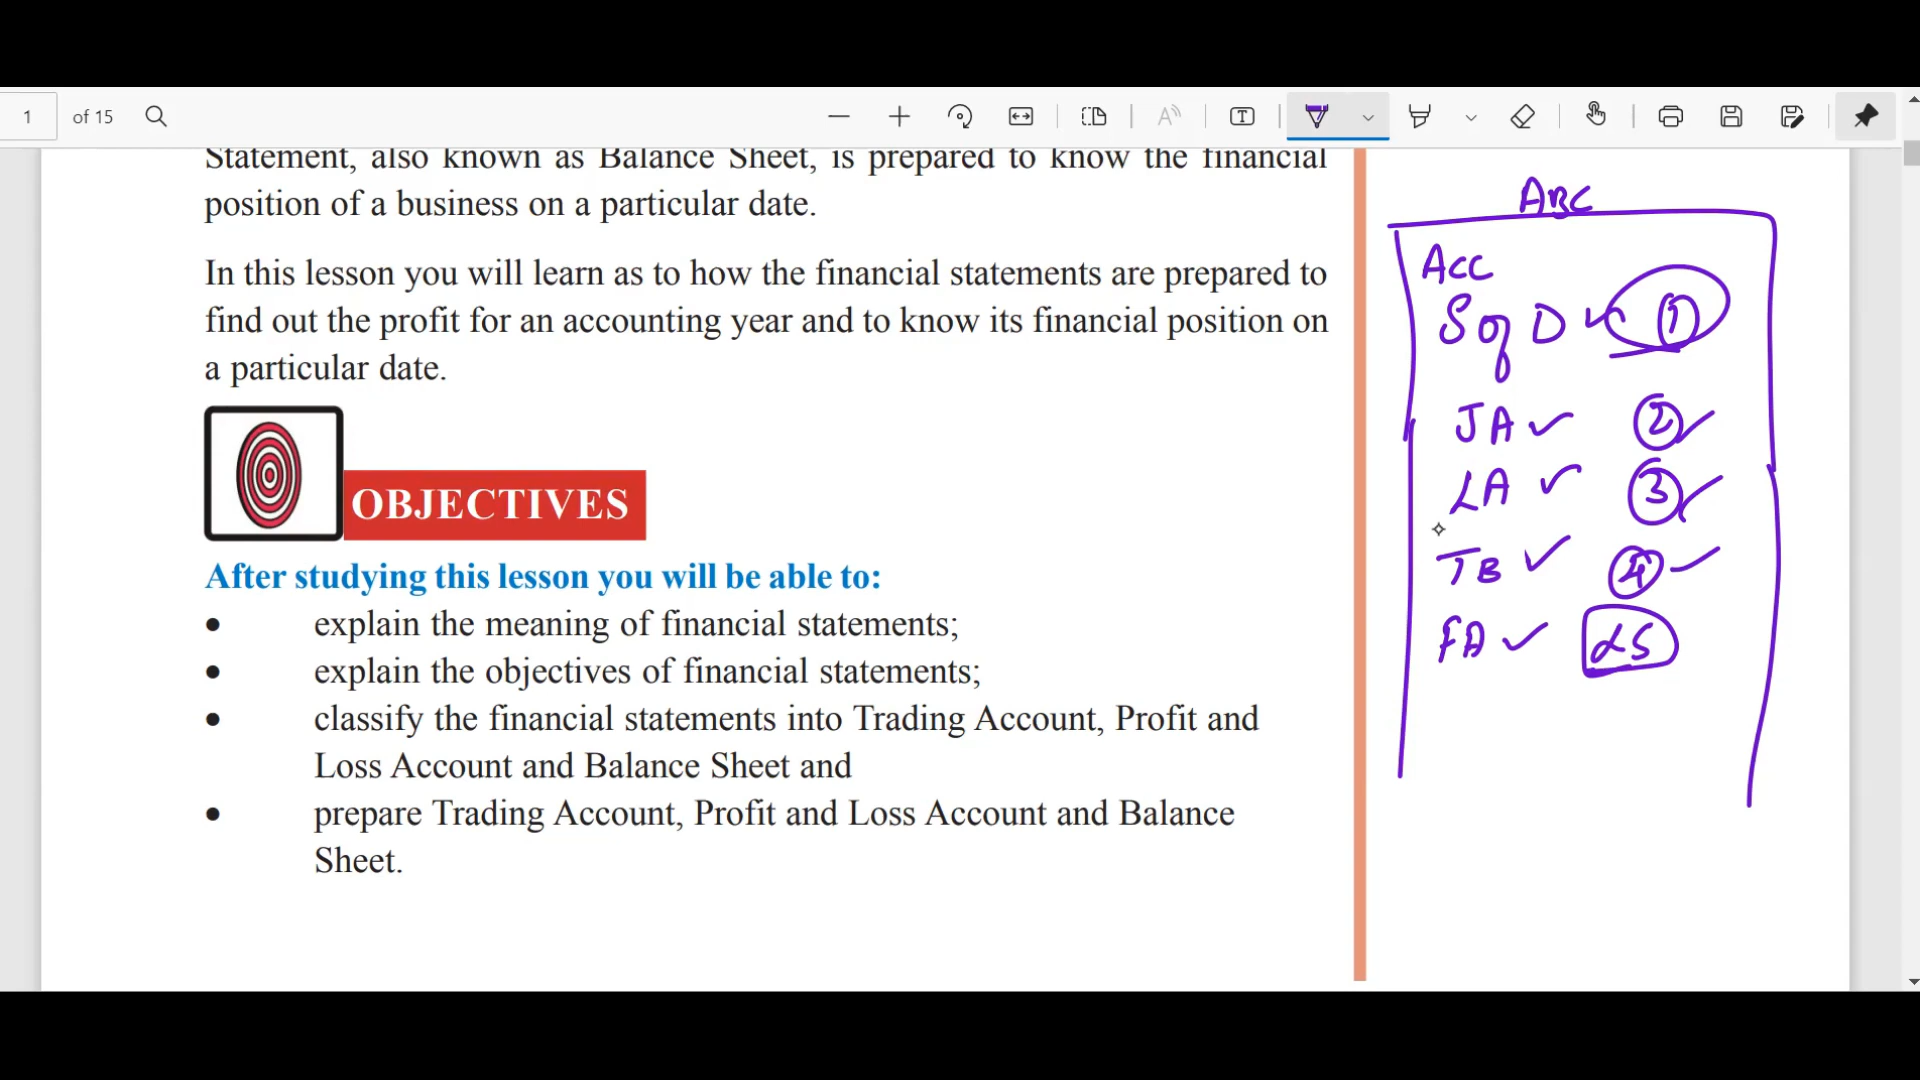 1 of 15
Statement, also known as Balance Sheet, is prepared to know the financial
position of a business on a particular date.
In this lesson you will learn as to how the financial statements are prepared to
find out the profit for an accounting year and to know its financial position on
a particular date.
OBJECTIVES
After studying this lesson you will be able to:
• explain the meaning of financial statements;
• explain the objectives of financial statements;
• classify the financial statements into Trading Account, Profit and
Loss Account and Balance Sheet and
• prepare Trading Account, Profit and Loss Account and Balance
Sheet.
ABC
Acc
S of D ✓ 1
JA ✓ 2 ✓
LA ✓ 3 ✓
TB ✓ 4 ✓
FA ✓